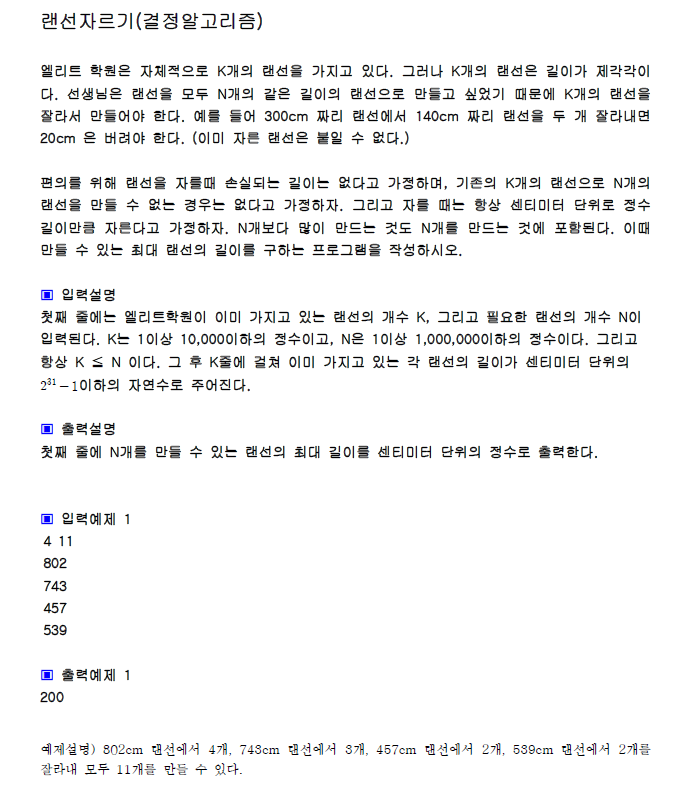 랜선자르기(결정알고리즘)
엘리트 학원은 자체적으로 K개의 랜선을 가지고 있다. 그러나 K개의 랜선은 길이가 제각각이
다. 선생님은 랜선을 모두 N개의 같은 길이의 랜선으로 만들고 싶었기 때문에 K개의 랜선을
잘라서 만들어야 한다. 예를 들어 300cm 짜리 랜선에서 140cm 짜리 랜선을 두 개 잘라내면
20cm 은 버려야 한다. (이미 자른 랜선은 붙일 수 없다.)
편의를 위해 랜선을 자를때 손실되는 길이는 없다고 가정하며, 기존의 K개의 랜선으로 N개의
랜선을 만들 수 없는 경우는 없다고 가정하자. 그리고 자를 때는 항상 센티미터 단위로 정수
길이만큼 자른다고 가정하자. N개보다 많이 만드는 것도 N개를 만드는 것에 포함된다. 이때
만들 수 있는 최대 랜선의 길이를 구하는 프로그램을 작성하시오.
▣ 입력설명
첫째 줄에는 엘리트학원이 이미 가지고 있는 랜선의 개수 K, 그리고 필요한 랜선의 개수 N이
입력된다. K는 1이상 10,000이하의 정수이고, N은 1이상 1,000,000이하의 정수이다. 그리고
항상 K ≦ N 이다. 그 후 K줄에 걸쳐 이미 가지고 있는 각 랜선의 길이가 센티미터 단위의
2³¹-1이하의 자연수로 주어진다.
▣ 출력설명
첫째 줄에 N개를 만들 수 있는 랜선의 최대 길이를 센티미터 단위의 정수로 출력한다.
▣ 입력예제 1
4 11
802
743
457
539
▣ 출력예제 1
200
예제설명) 802cm 랜선에서 4개, 743cm 랜선에서 3개, 457cm 랜선에서 2개, 539cm 랜선에서 2개를
잘라내 모두 11개를 만들 수 있다.